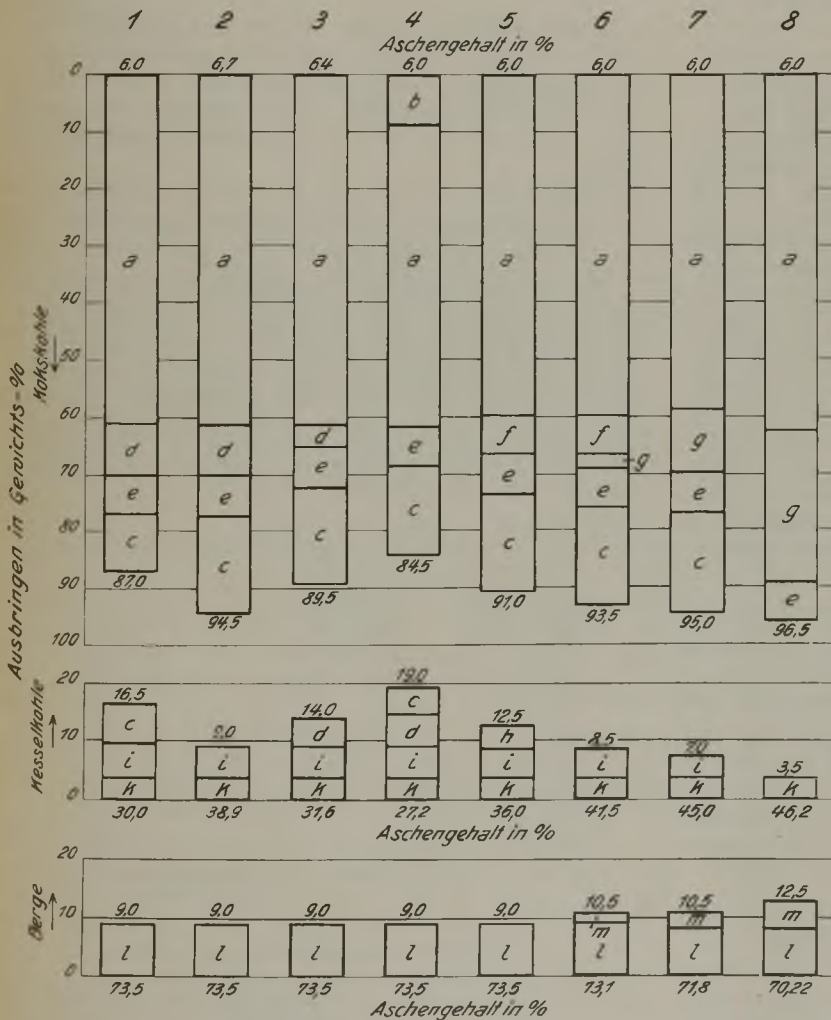 1 2 3 4 5 6 7 8
Aschengehalt in %
6,0 6,7 6,4 6,0 6,0 6,0 6,0 6,0
0
b
10
20
30
a a a a a a a a
40
50
60
d d d e f f g g
70
e e e c e g e
e
80
c c c c c c
90
87,0 94,5 89,5 84,5 91,0 93,5 95,0 e 96,5
100
Ausbringen in Gewichts-%
Kokskohle
20
16,5 9,0 14,0 19,0 12,5 8,5 3,5
c d c h
10
i i i d i i i
i
k k k k k k k k
0
30,0 38,9 31,6 27,2 36,0 41,5 45,0 46,2
Kesselkohle
Aschengehalt in %
20
9,0 9,0 9,0 9,0 9,0 10,5 10,5 12,5
10
m m m
l l l l l l l l
0
73,5 73,5 73,5 73,5 73,5 73,1 71,8 70,22
Berge
Aschengehalt in %